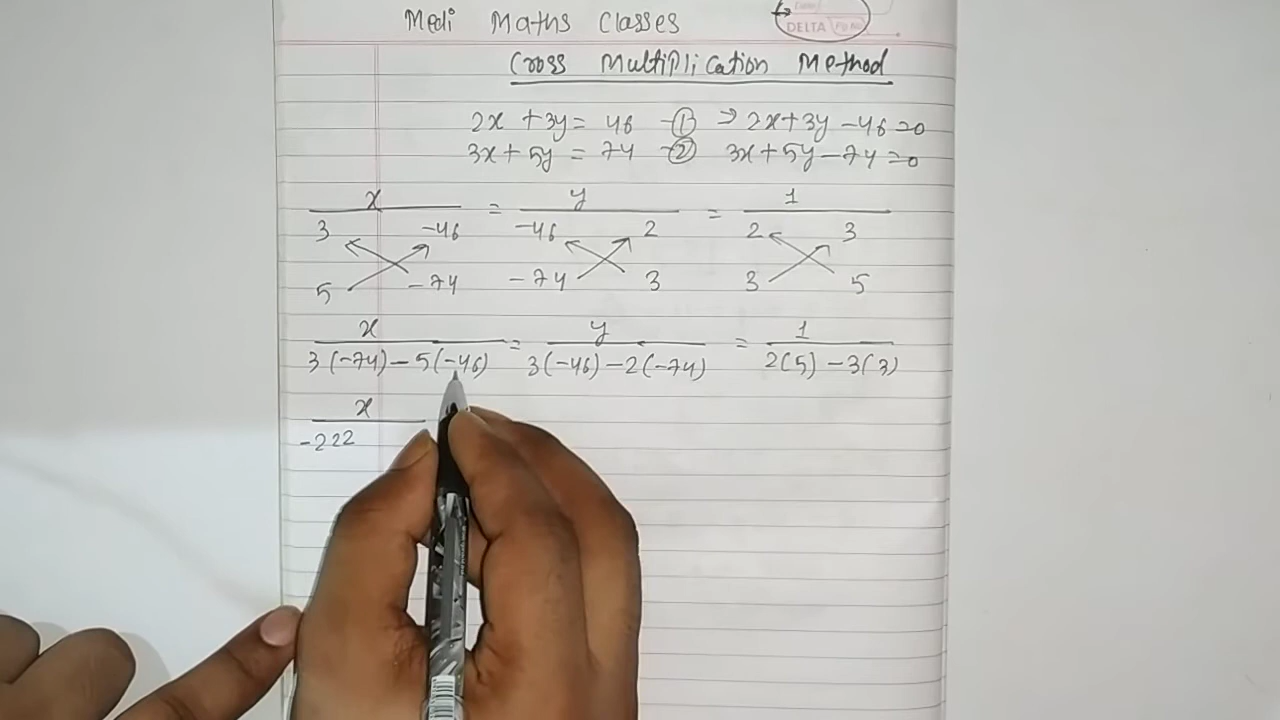 Medi Maths Classes
DELTA
Cross Multiplication Method
2x + 3y = 46 -① ⇒ 2x+3y-46=0
3x + 5y = 74 -② 3x+5y-74=0
x = y = 1
3 -46 -46 2 2 3
5 -74 -74 3 3 5
x = y = 1
3(-74)-5(-46) 3(-46)-2(-74) 2(5)-3(3)
x
-222